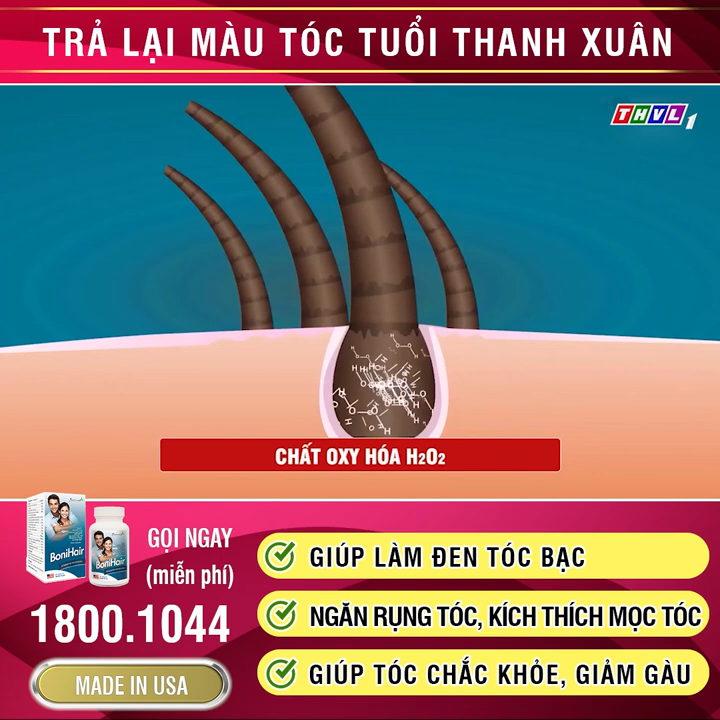 TRẢ LẠI MÀU TÓC TUỔI THANH XUÂN
THVL1
CHẤT OXY HÓA H2O2
BoniHair
BoniHair
GỌI NGAY
(miễn phí)
1800.1044
MADE IN USA
GIÚP LÀM ĐEN TÓC BẠC
NGĂN RỤNG TÓC, KÍCH THÍCH MỌC TÓC
GIÚP TÓC CHẮC KHỎE, GIẢM GÀU